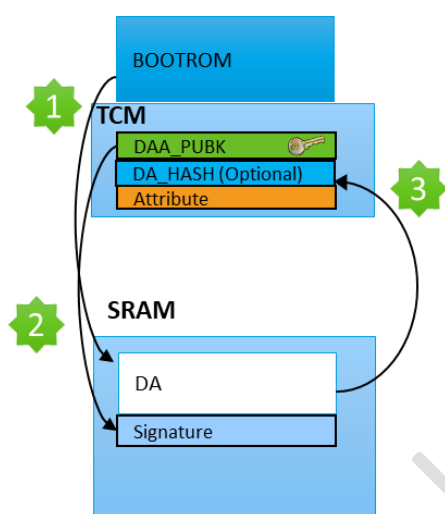 BOOTROM
1
TCM
DAA_PUBK
DA_HASH (Optional)
Attribute
3
2
SRAM
DA
Signature